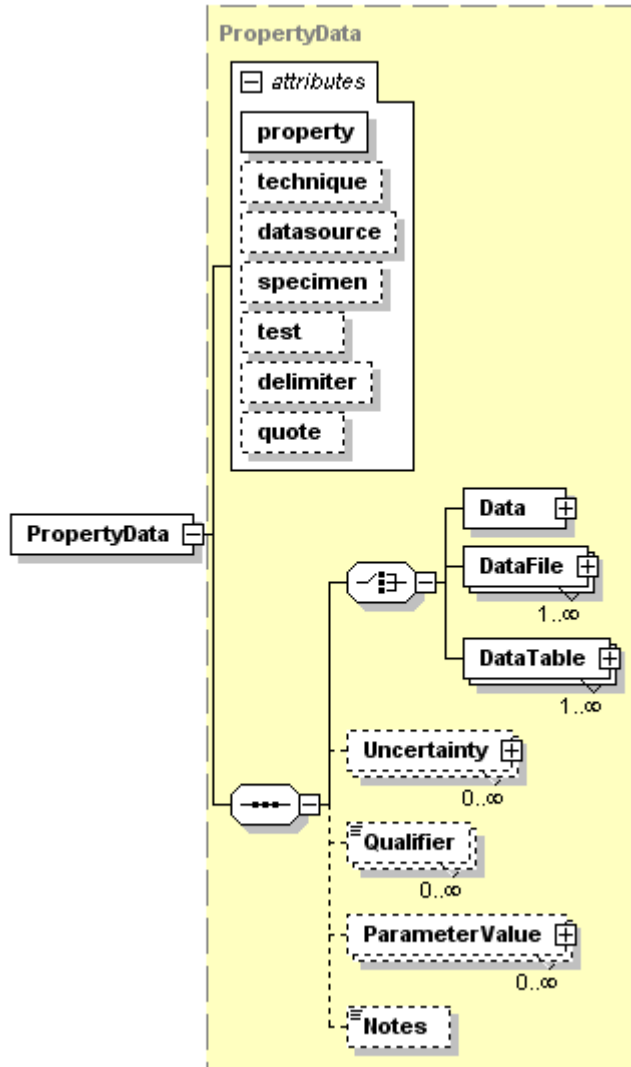 PropertyData
attributes
property
technique
datasource
specimen
test
delimiter
quote
PropertyData
Data
DataFile
1..∞
DataTable
1..∞
Uncertainty
0..∞
Qualifier
0..∞
ParameterValue
0..∞
Notes